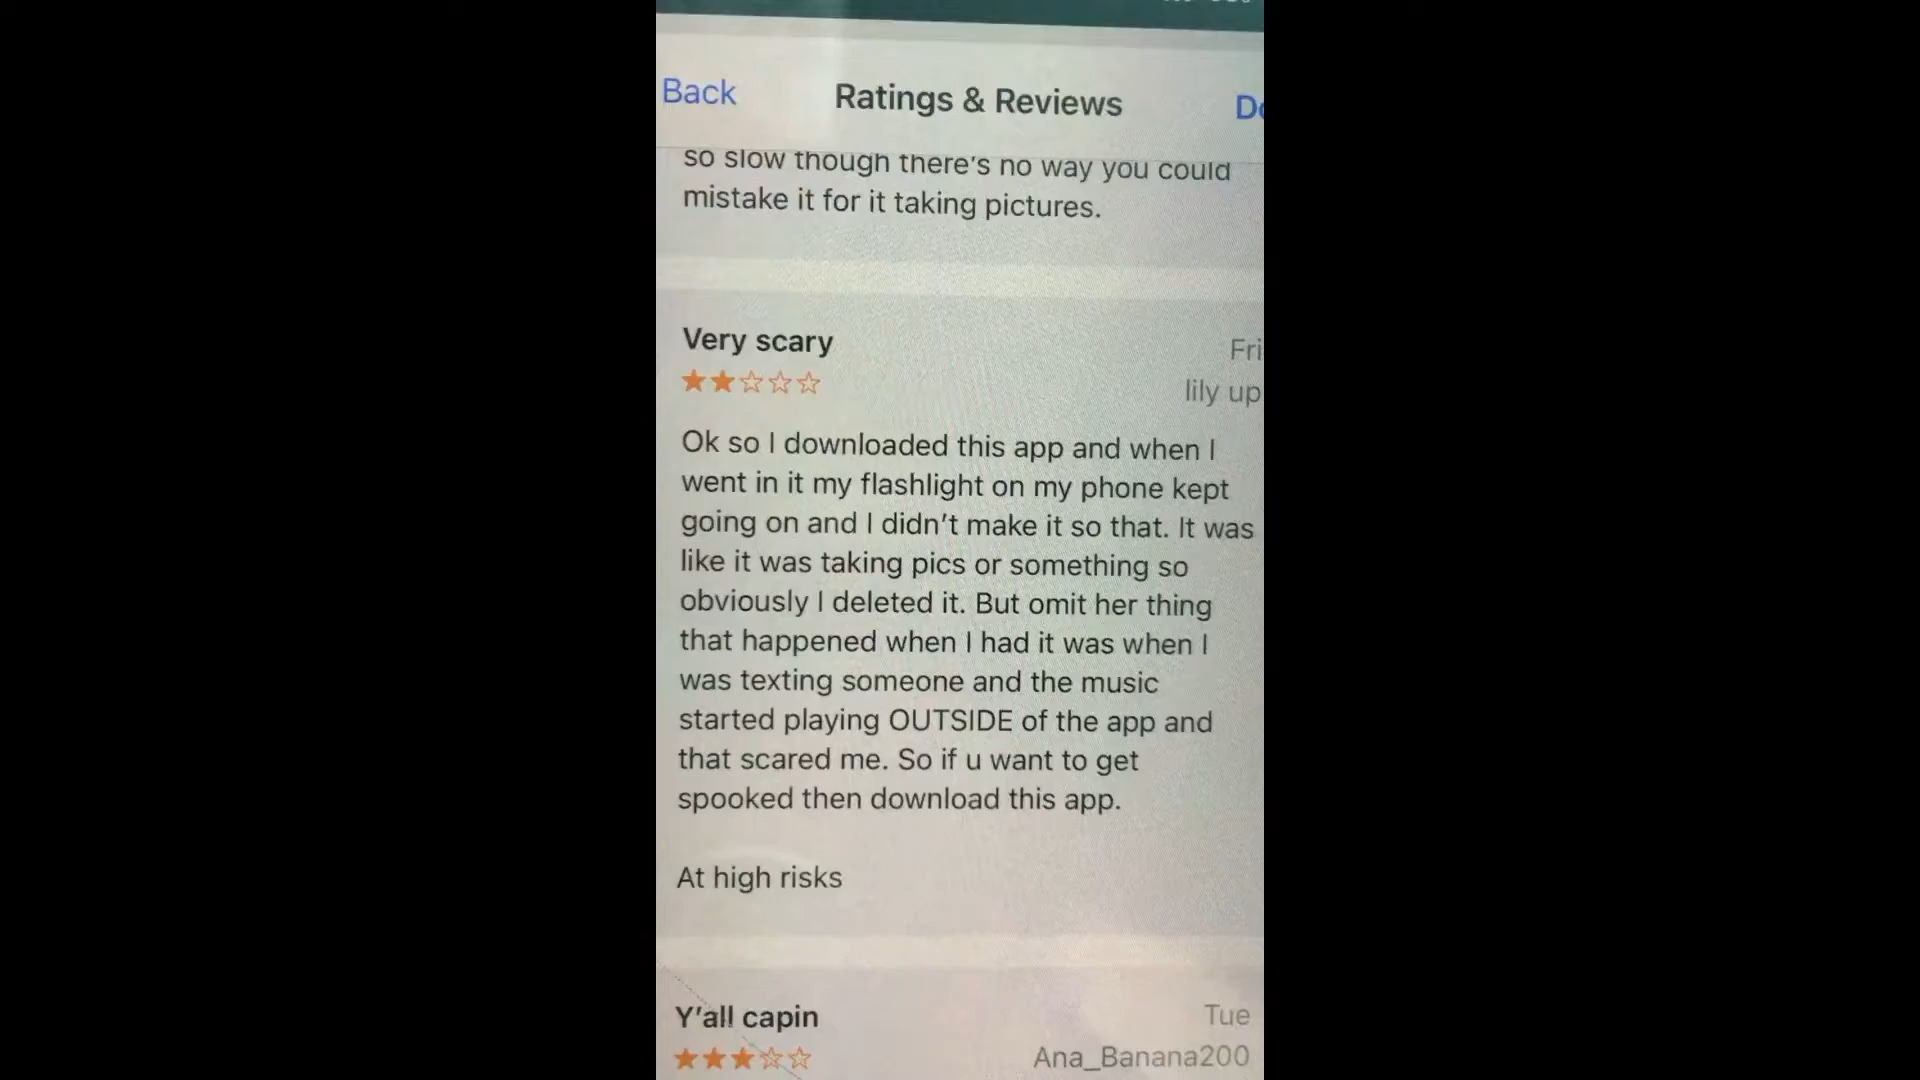 Back
Ratings & Reviews
so slow though there's no way you could
mistake it for it taking pictures.
Very scary
Fri
lily up
Ok so I downloaded this app and when I
went in it my flashlight on my phone kept
going on and I didn't make it so that. It was
like it was taking pics or something so
obviously I deleted it. But omit her thing
that happened when I had it was when I
was texting someone and the music
started playing OUTSIDE of the app and
that scared me. So if u want to get
spooked then download this app.
At high risks
Y'all capin
Tue
Ana_Banana200